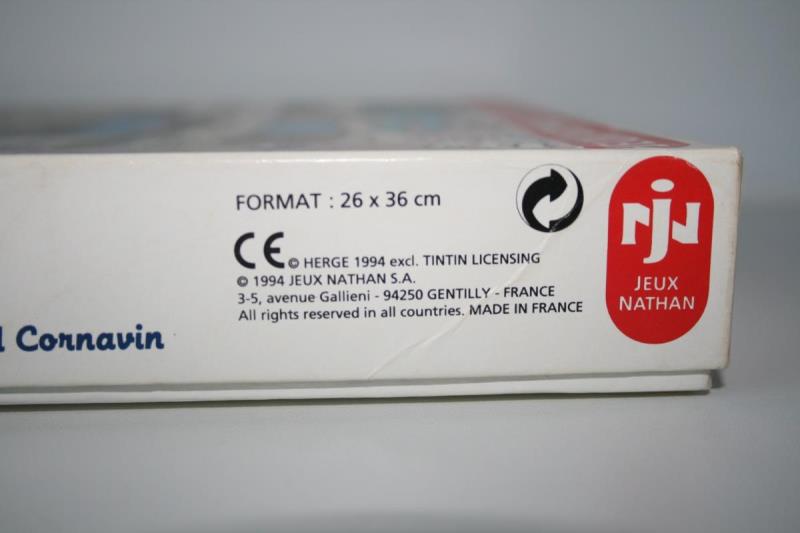 FORMAT : 26 x 36 cm
CE © HERGE 1994 excl. TINTIN LICENSING
© 1994 JEUX NATHAN S.A.
3-5, avenue Gallieni - 94250 GENTILLY - FRANCE
All rights reserved in all countries. MADE IN FRANCE
Cornavin
NjN
JEUX
NATHAN